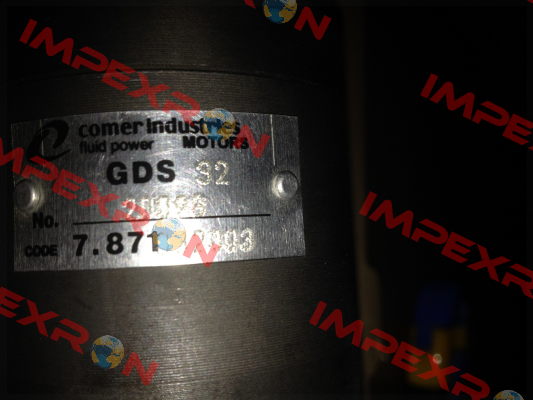 IMPEXRON
comer industries
fluid power MOTORS
GDS 32
No.
CODE 7.871
IMPEXRON
IMPEXRON
IMPEXRON
IMPEXRON